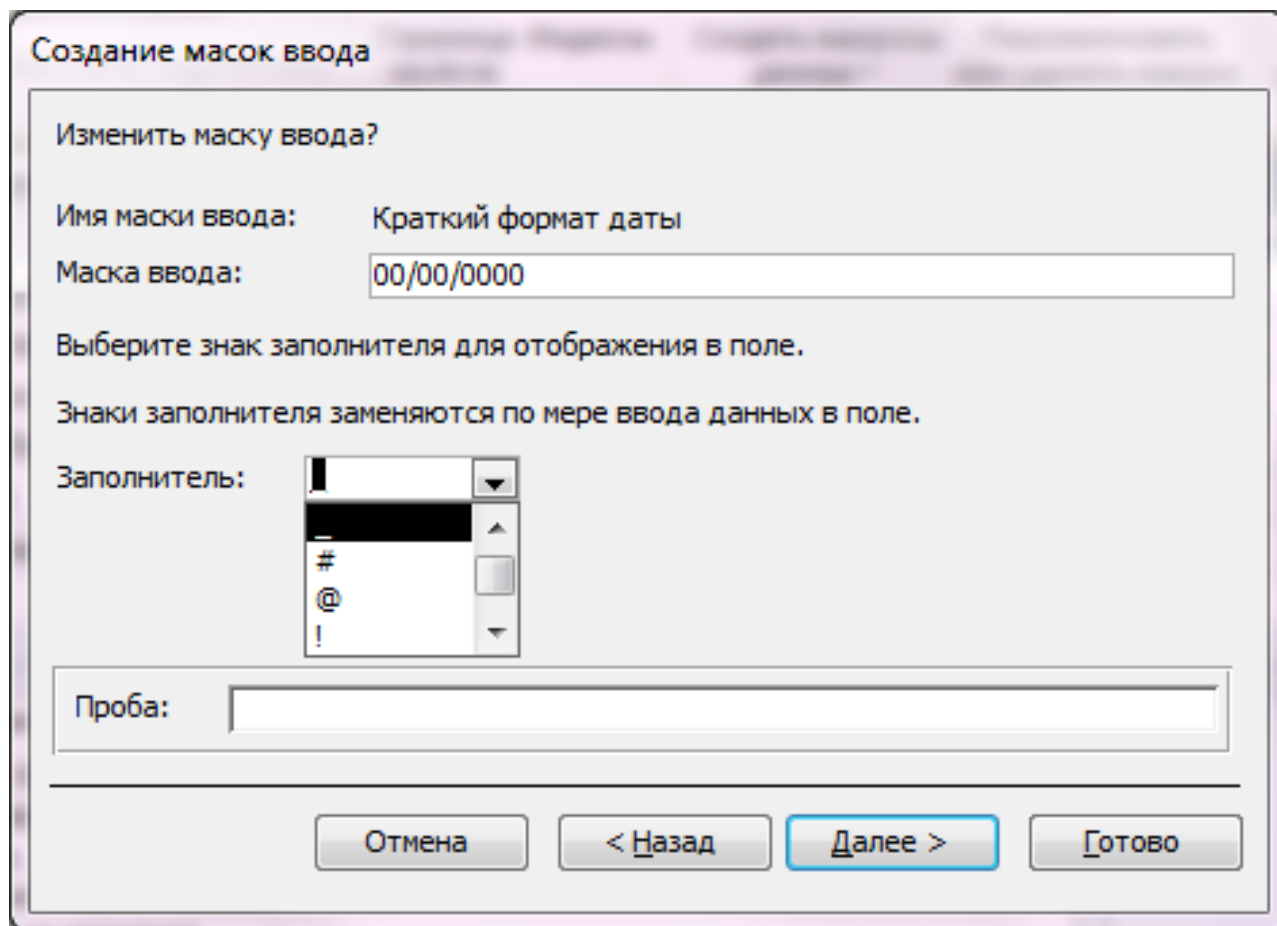 Создание масок ввода
Изменить маску ввода?
Имя маски ввода: Краткий формат даты
Маска ввода: 00/00/0000
Выберите знак заполнителя для отображения в поле.
Знаки заполнителя заменяются по мере ввода данных в поле.
Заполнитель: _
_
#
@
!
Проба:
Отмена < Назад Далее > Готово